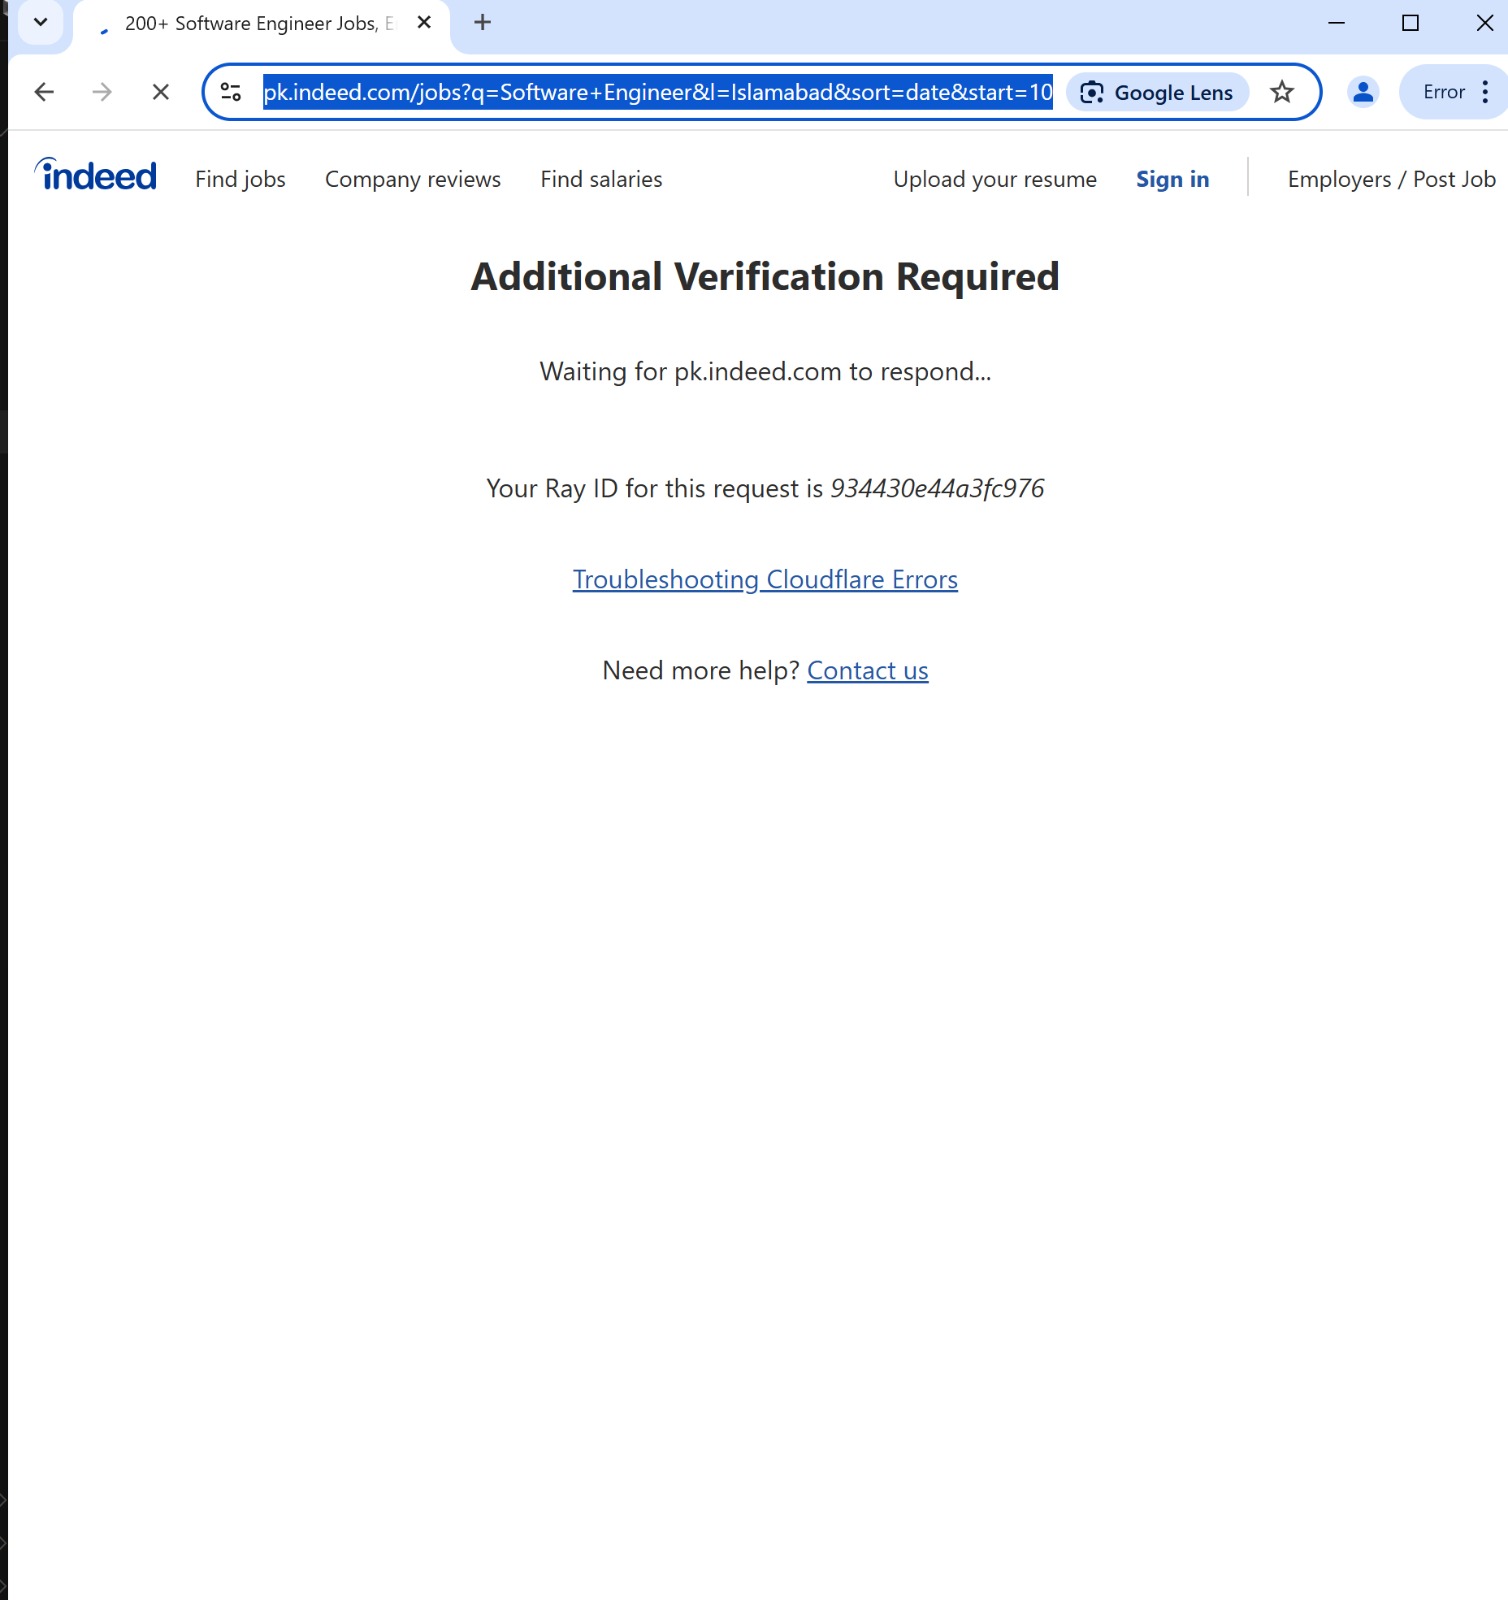 200+ Software Engineer Jobs, E
pk.indeed.com/jobs?q=Software+Engineer&l=Islamabad&sort=date&start=10 Google Lens Error
indeed Find jobs Company reviews Find salaries Upload your resume Sign in Employers / Post Job
Additional Verification Required
Waiting for pk.indeed.com to respond...
Your Ray ID for this request is 934430e44a3fc976
Troubleshooting Cloudflare Errors
Need more help? Contact us